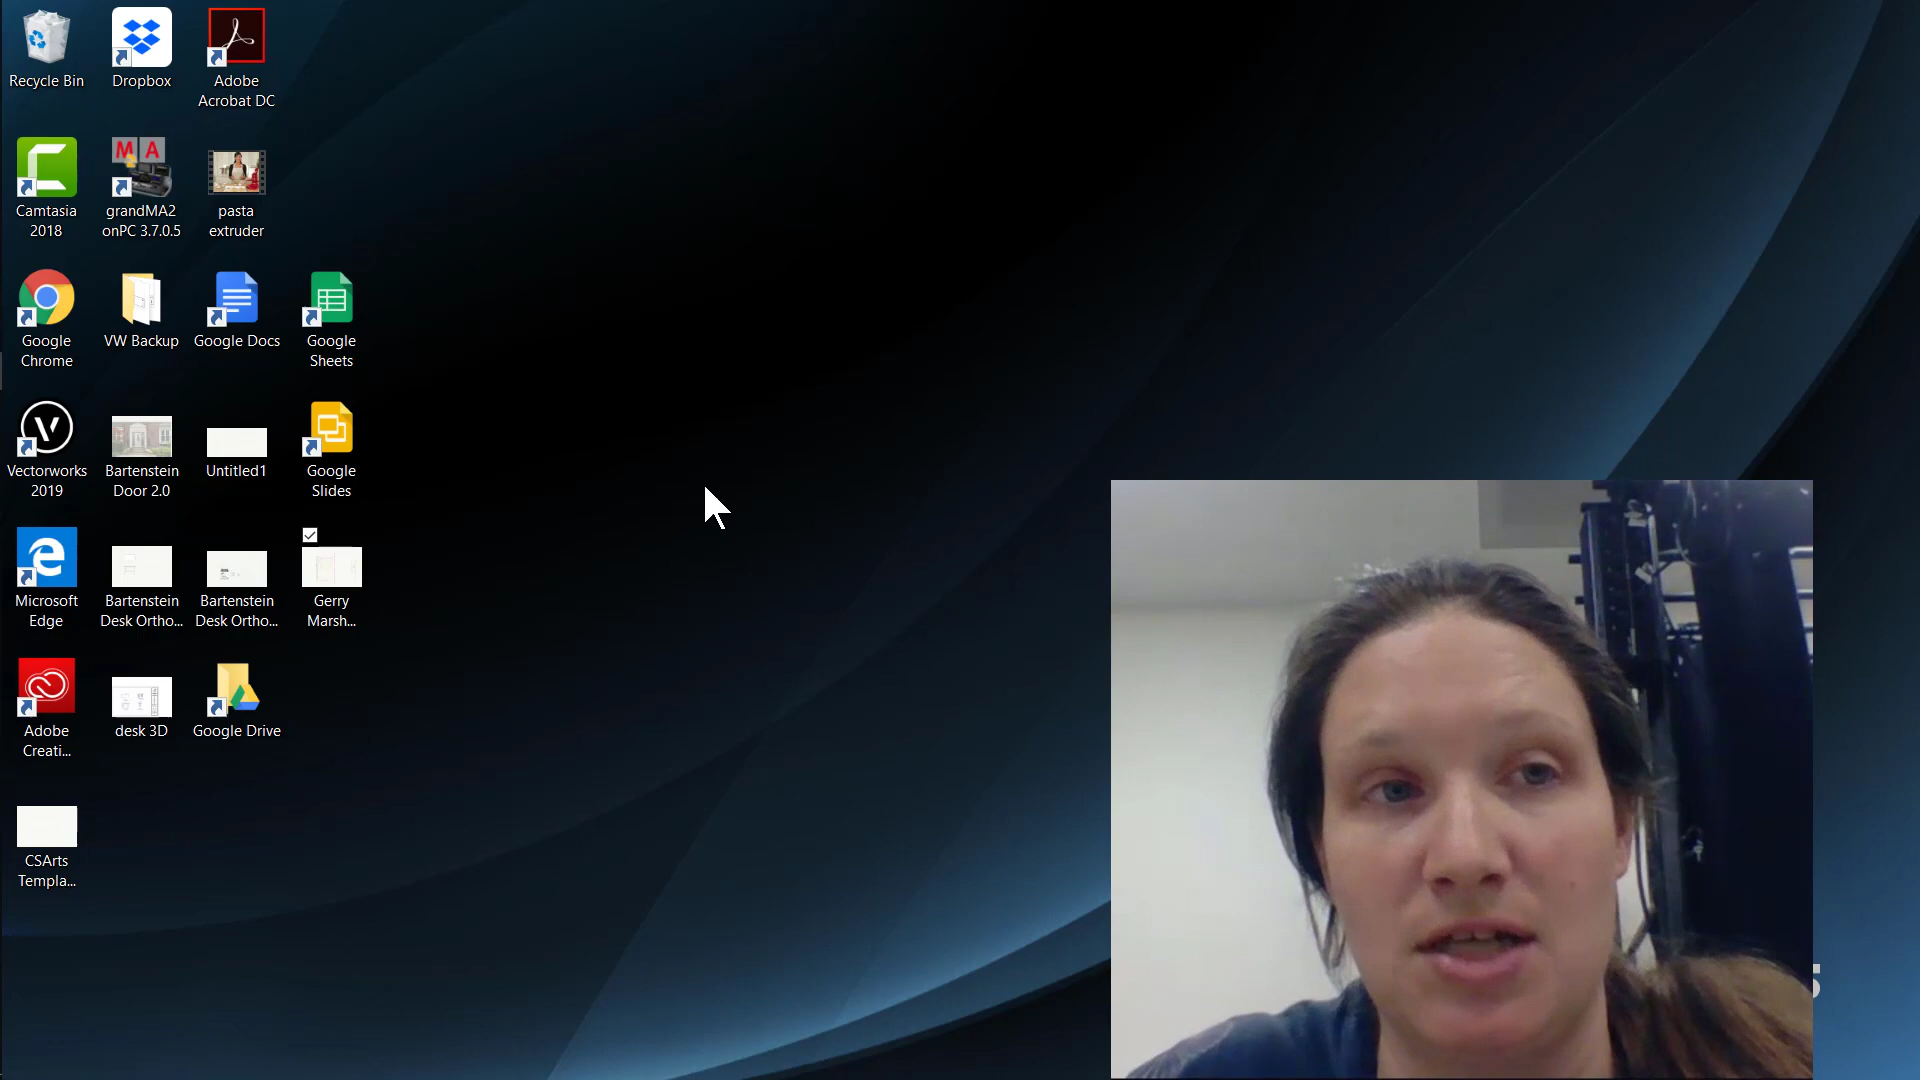 Recycle Bin
Dropbox
Adobe
Acrobat DC
Camtasia
2018
M A
grandMA2
onPC 3.7.0.5
pasta
extruder
Google
Chrome
VW Backup
Google Docs
Google
Sheets
V
Vectorworks
2019
Bartenstein
Door 2.0
Untitled1
Google
Slides
Microsoft
Edge
Bartenstein
Desk Ortho...
Bartenstein
Desk Ortho...
Gerry
Marsh...
Adobe
Creati...
desk 3D
Google Drive
CSArts
Templa...